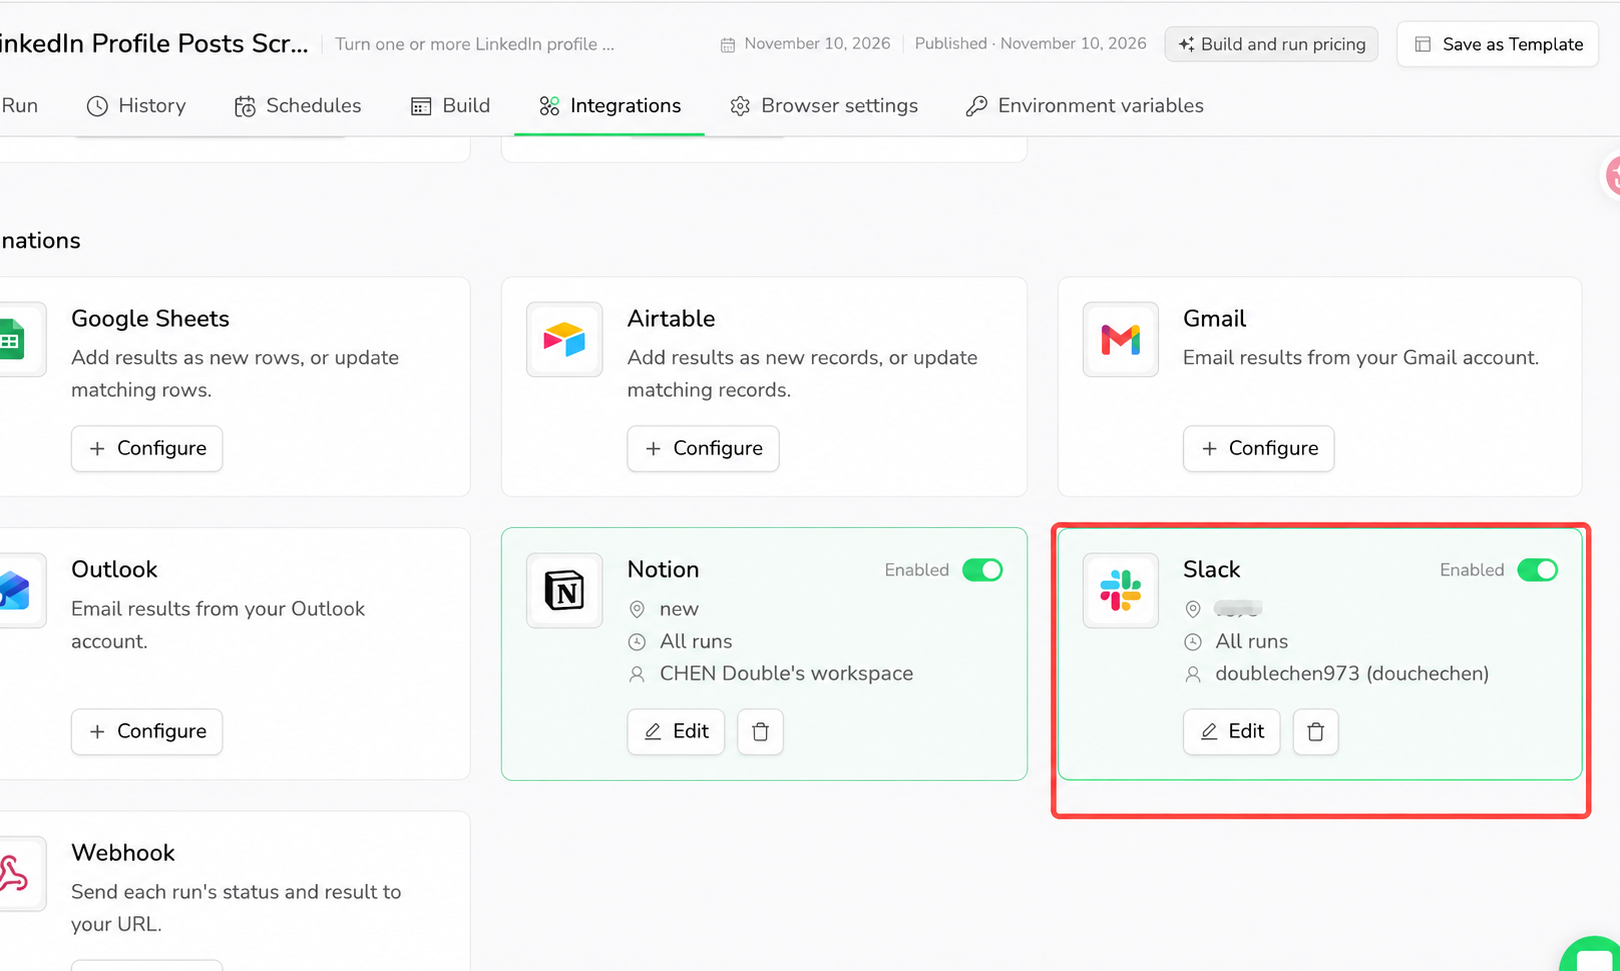 inkedIn Profile Posts Scr...
Turn one or more LinkedIn profile ...
November 10, 2026
Published · November 10, 2026
Build and run pricing
Save as Template
Run
History
Schedules
Build
Integrations
Browser settings
Environment variables
nations
Google Sheets
Add results as new rows, or update
matching rows.
+ Configure
Airtable
Add results as new records, or update
matching records.
+ Configure
Gmail
Email results from your Gmail account.
+ Configure
Outlook
Email results from your Outlook
account.
+ Configure
Notion
Enabled
new
All runs
CHEN Double's workspace
Edit
Slack
Enabled
All runs
doublechen973 (douchechen)
Edit
Webhook
Send each run's status and result to
your URL.